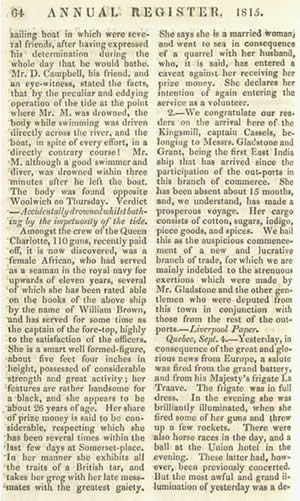 64 ANNUAL REGISTER, 1815.
sailing boat in which were seve-
ral friends, after having expressed
his determination during the
whole day that he would bathe.
Mr. D. Campbell, his friend, and
an eye-witness, stated the facts,
that by the peculiar and eddying
operation of the tide at the point
where Mr. M. was drowned, the
body while swimming was driven
directly across the river, and the
boat, in spite of every effort, in a
directly contrary course! Mr.
M. although a good swimmer and
diver, was drowned within three
minutes after he left the boat.
The body was found opposite
Woolwich on Thursday. Verdict
—Accidentally drowned whilst bath-
ing by the impetuosity of the tide.
Amongst the crew of the Queen
Charlotte, 110 guns, recently paid
off, it is now discovered, was a
female African, who had served
as a seaman in the royal navy for
upwards of eleven years, several
of which she has been rated able
on the books of the above ship
by the name of William Brown,
and has served for some time as
the captain of the fore-top, highly
to the satisfaction of the officers.
She is a smart well formed figure,
about five feet four inches in
height, possessed of considerable
strength and great activity; her
features are rather handsome for
a black, and she appears to be
about 26 years of age. Her share
of prize money is said to be con-
siderable, respecting which she
has been several times within the
last few days at Somerset-place.
In her manner she exhibits all
the traits of a British tar, and
takes her grog with her late mess-
mates with the greatest gaiety.
She says she is a married woman;
and went to sea in consequence
of a quarrel with her husband,
who, it is said, has entered a
caveat against her receiving her
prize money. She declares her
intention of again entering the
service as a volunteer.
2.—We congratulate our rea-
ders on the arrival here of the
Kingsmill, captain Cassels, be-
longing to Messrs. Gladstone and
Grant, being the first East India
ship that has arrived since the
participation of the out-ports in
this branch of commerce. She
has been absent about 15 months,
and, we understand, has made a
prosperous voyage. Her cargo
consists of cotton, sugars, indigo,
piece goods, and spices. We hail
this as the auspicious commence-
ment of a new and lucrative
branch of trade, for which we are
mainly indebted to the strenuous
exertions which were made by
Mr. Gladstone and the other gen-
tlemen who were deputed from
this town in conjunction with
those from the rest of the out-
ports.—Liverpool Paper.
Quebec, Sept. 4.—Yesterday, in
consequence of the great and glo-
rious news from Europe, a salute
was fired from the grand battery,
and from his Majesty's frigate La
Traave. The frigate was in full
dress. In the evening she was
brilliantly illuminated, when she
fired some of her guns and threw
up a few rockets. There were
also horse races in the day, and a
ball at the Union hotel in the
evening. These latter had, how-
ever, been previously concerted.
But the most awful and grand il-
lumination of yesterday was a de-